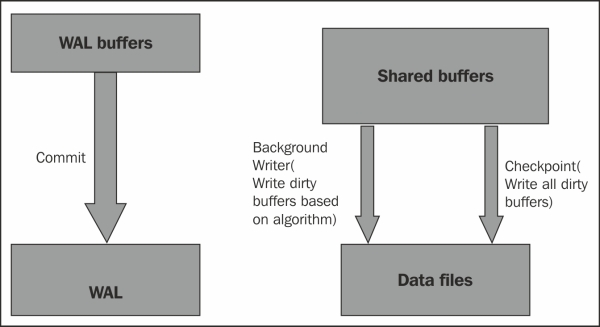 WAL buffers
Commit
WAL
Shared buffers
Background
Writer(
Write dirty
buffers based
on algorithm)
Checkpoint(
Write all dirty
buffers)
Data files